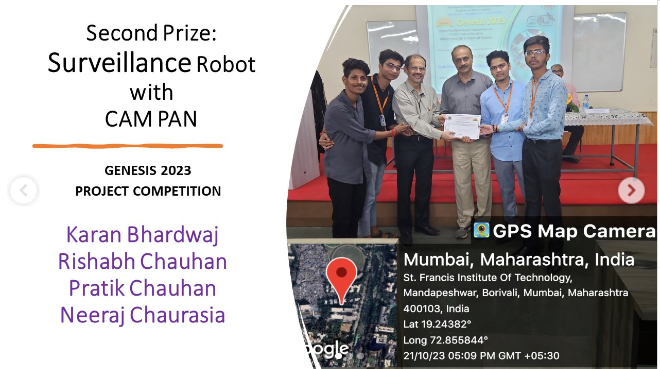 Second Prize:
Surveillance Robot
with
CAM PAN
GENESIS 2023
PROJECT COMPETITION
Karan Bhardwaj
Rishabh Chauhan
Pratik Chauhan
Neeraj Chaurasia
GPS Map Camera
Mumbai, Maharashtra, India
St. Francis Institute Of Technology,
Mandapeshwar, Borivali, Mumbai, Maharashtra
400103, India
Lat 19.24382°
Long 72.855844°
21/10/23 05:09 PM GMT +05:30